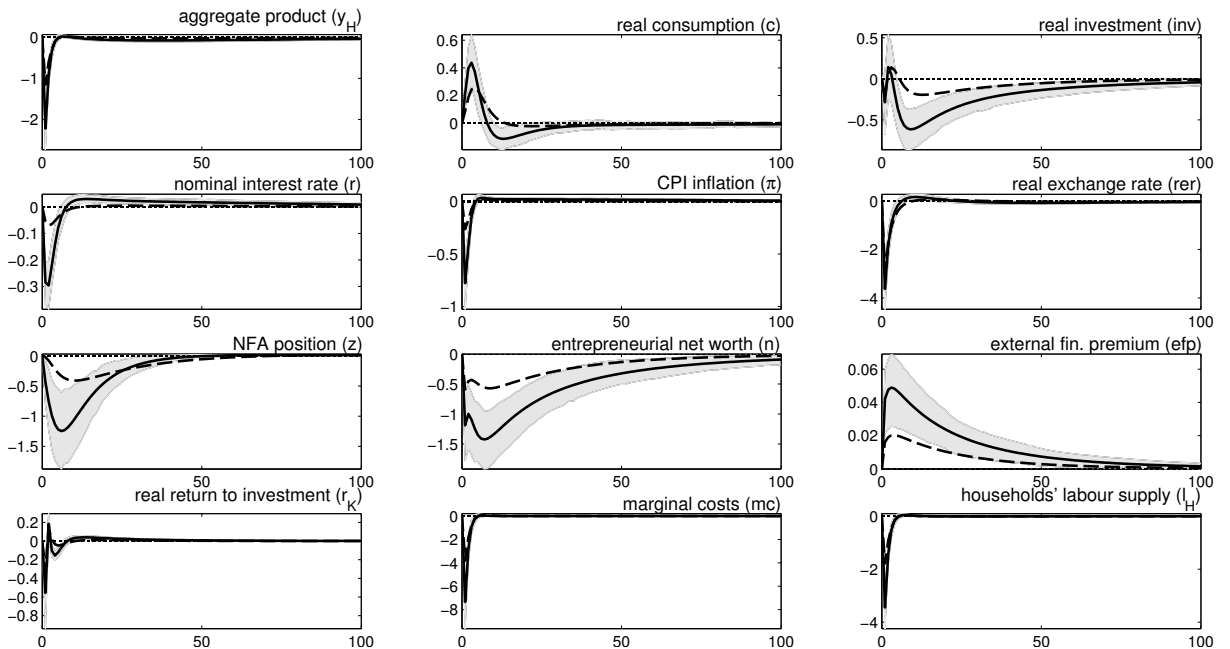 aggregate product (y_H)
0
−1
−2
0 50 100
real consumption (c)
0.6
0.4
0.2
0
0 50 100
real investment (inv)
0.5
0
−0.5
0 50 100
nominal interest rate (r)
0
−0.1
−0.2
−0.3
0 50 100
CPI inflation (π)
0
−0.5
−1
0 50 100
real exchange rate (rer)
0
−2
−4
0 50 100
NFA position (z)
0
−0.5
−1
−1.5
0 50 100
entrepreneurial net worth (n)
0
−0.5
−1
−1.5
0 50 100
external fin. premium (efp)
0.06
0.04
0.02
0
0 50 100
real return to investment (r_K)
0.2
0
−0.2
−0.4
−0.6
−0.8
0 50 100
marginal costs (mc)
0
−2
−4
−6
−8
0 50 100
households' labour supply (l_H)
0
−2
−4
0 50 100